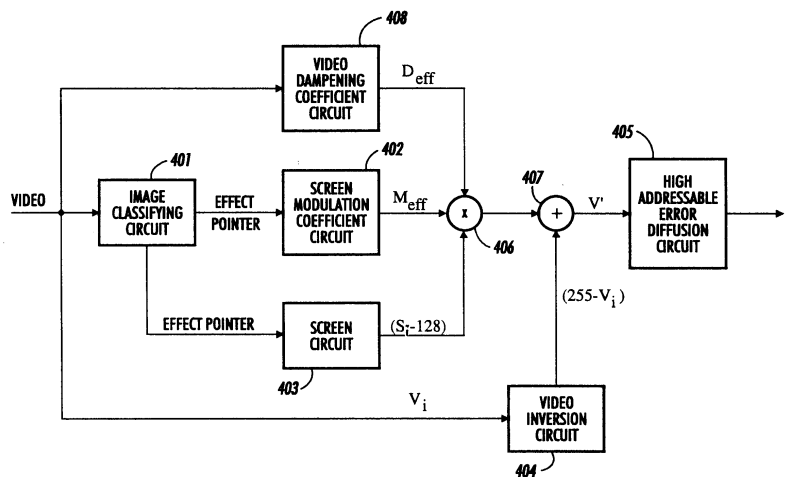 408
VIDEO
DAMPENING
COEFFICIENT
CIRCUIT
D_eff
401
402
405
VIDEO
IMAGE
CLASSIFYING
CIRCUIT
EFFECT
POINTER
SCREEN
MODULATION
COEFFICIENT
CIRCUIT
M_eff
x
406
407
+
V'
HIGH
ADDRESSABLE
ERROR
DIFFUSION
CIRCUIT
EFFECT POINTER
SCREEN
CIRCUIT
403
(S_i-128)
(255-V_i)
V_i
VIDEO
INVERSION
CIRCUIT
404